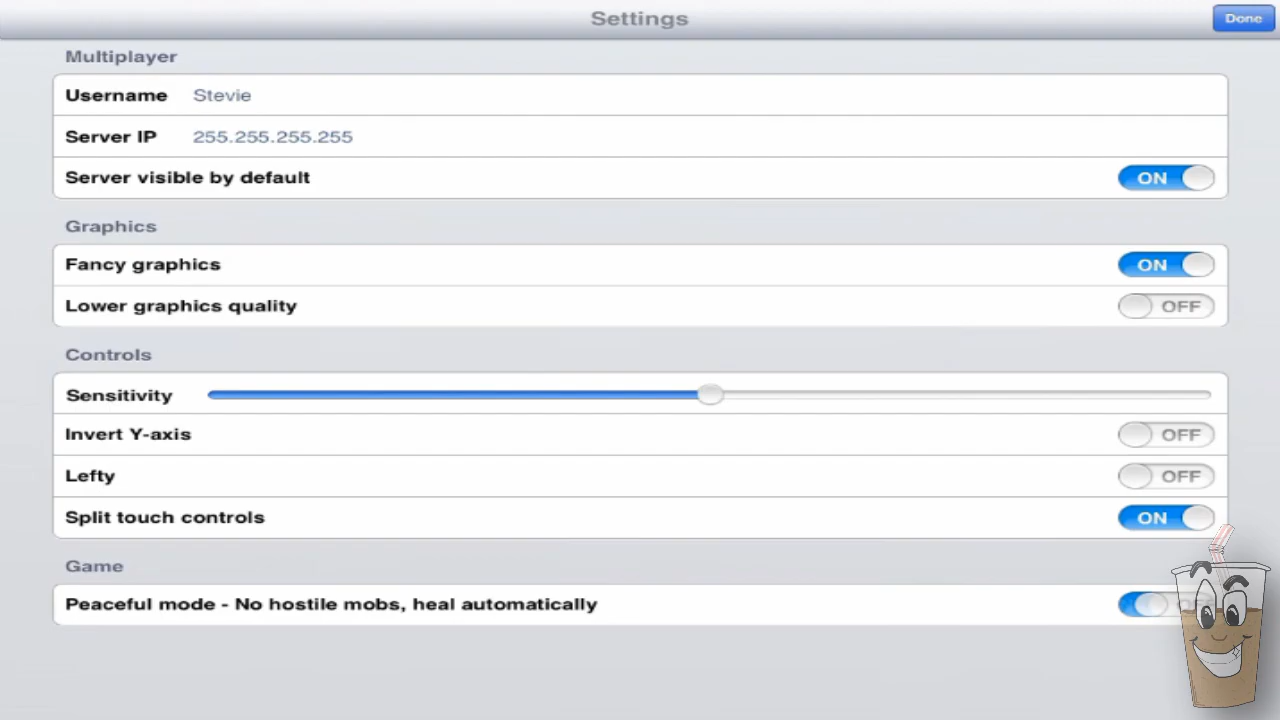 Settings
Done
Multiplayer
Username Stevie
Server IP 255.255.255.255
Server visible by default ON
Graphics
Fancy graphics ON
Lower graphics quality OFF
Controls
Sensitivity
Invert Y-axis OFF
Lefty OFF
Split touch controls ON
Game
Peaceful mode - No hostile mobs, heal automatically